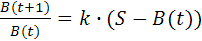 B(t+1)/B(t) = k · (S − B(t))